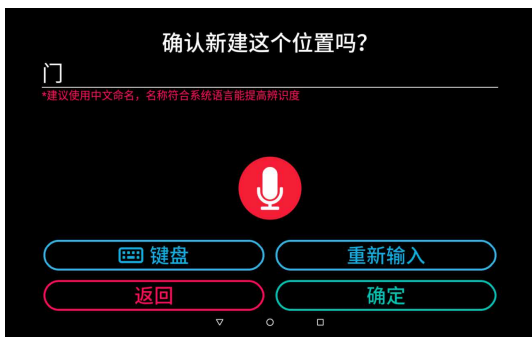 确认新建这个位置吗?
门
*建议使用中文命名，名称符合系统语言能提高辨识度
键盘
重新输入
返回
确定